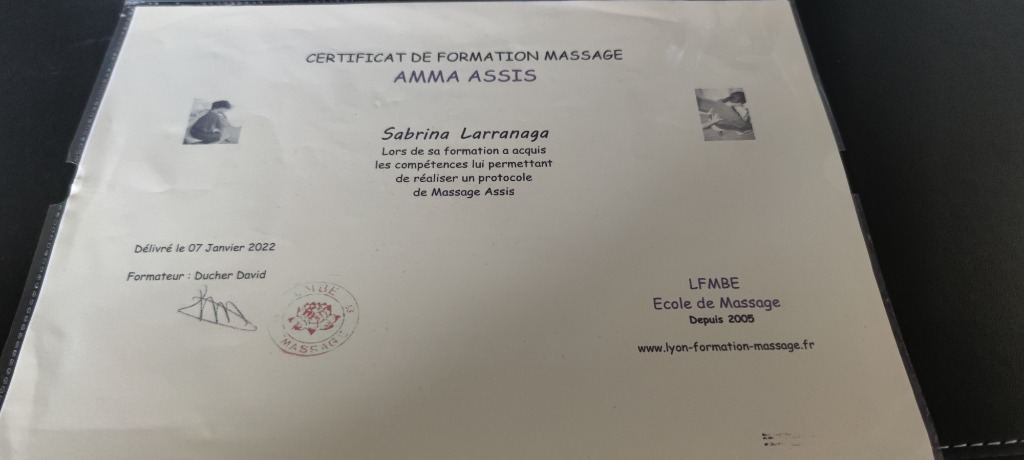 CERTIFICAT DE FORMATION MASSAGE
AMMA ASSIS
Sabrina Larranaga
Lors de sa formation a acquis
les compétences lui permettant
de réaliser un protocole
de Massage Assis
Délivré le 07 Janvier 2022
Formateur : Ducher David
MASSAGE
LFMBE
Ecole de Massage
Depuis 2005
www.lyon-formation-massage.fr